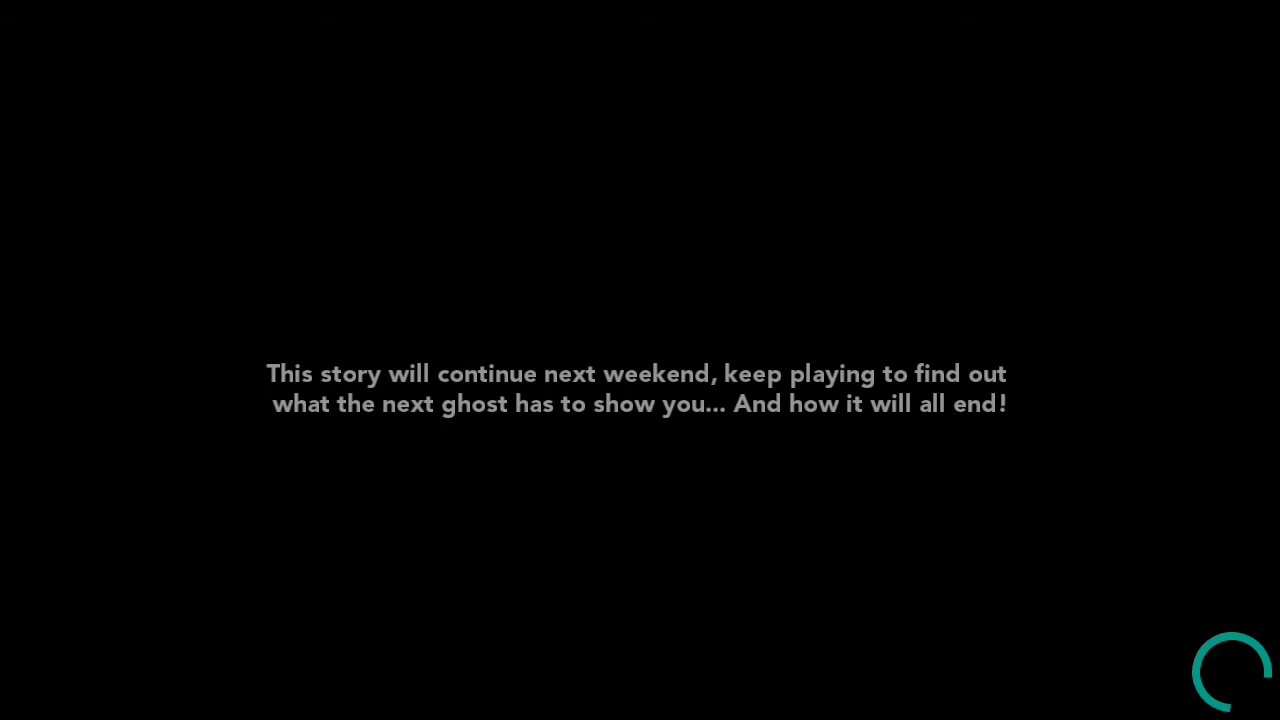 This story will continue next weekend, keep playing to find out
what the next ghost has to show you... And how it will all end!